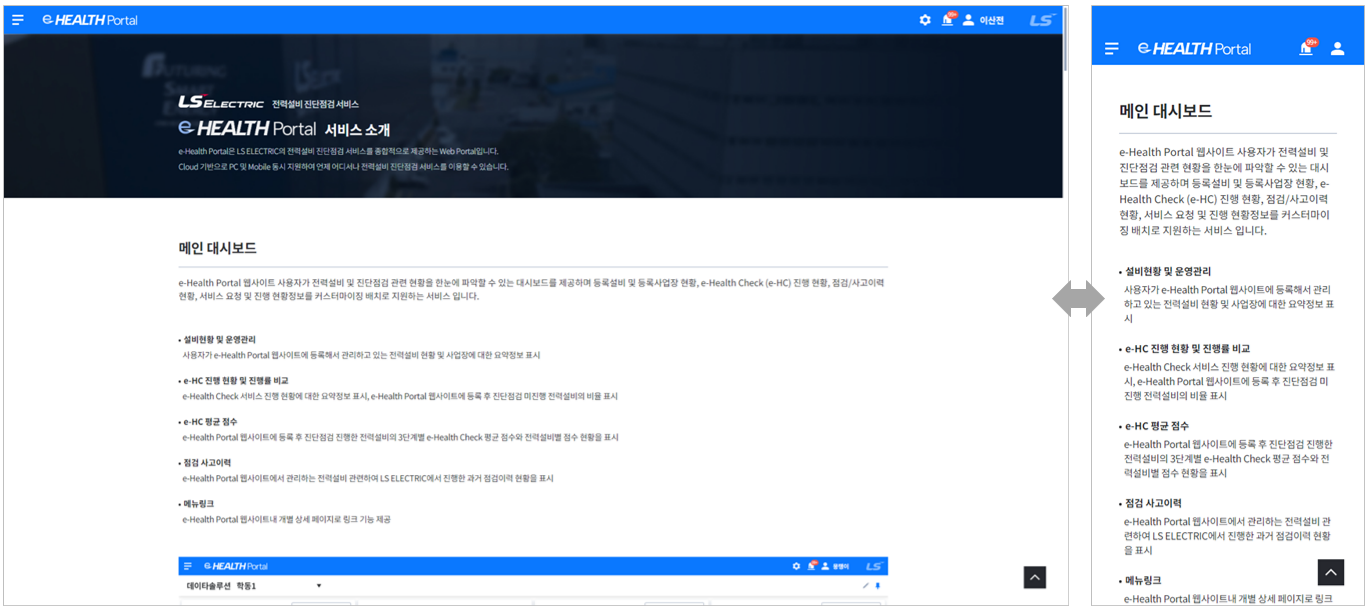 e-HEALTH Portal
99+
이산전
LS
LS ELECTRIC 전력설비 진단점검 서비스
e-HEALTH Portal 서비스 소개
e-Health Portal은 LS ELECTRIC의 전력설비 진단점검 서비스를 종합적으로 제공하는 Web Portal입니다.
Cloud 기반으로 PC 및 Mobile 동시 지원하여 언제 어디서나 전력설비 진단점검 서비스를 이용할 수 있습니다.
메인 대시보드
e-Health Portal 웹사이트 사용자가 전력설비 및 진단점검 관련 현황을 한눈에 파악할 수 있는 대시보드를 제공하며 등록설비 및 등록사업장 현황, e-Health Check (e-HC) 진행 현황, 점검/사고이력
현황, 서비스 요청 및 진행 현황정보를 커스터마이징 배치로 지원하는 서비스 입니다.
• 설비현황 및 운영관리
사용자가 e-Health Portal 웹사이트에 등록해서 관리하고 있는 전력설비 현황 및 사업장에 대한 요약정보 표시
• e-HC 진행 현황 및 진행률 비교
e-Health Check 서비스 진행 현황에 대한 요약정보 표시, e-Health Portal 웹사이트에 등록 후 진단점검 미진행 전력설비의 비율 표시
• e-HC 평균 점수
e-Health Portal 웹사이트에 등록 후 진단점검 진행한 전력설비의 3단계별 e-Health Check 평균 점수와 전력설비별 점수 현황을 표시
• 점검 사고이력
e-Health Portal 웹사이트에서 관리하는 전력설비 관련하여 LS ELECTRIC에서 진행한 과거 점검이력 현황을 표시
• 메뉴링크
e-Health Portal 웹사이트내 개별 상세 페이지로 링크 기능 제공
e-HEALTH Portal
LS
데이타솔루션 학동1
e-HEALTH Portal
99+
메인 대시보드
e-Health Portal 웹사이트 사용자가 전력설비 및
진단점검 관련 현황을 한눈에 파악할 수 있는 대시
보드를 제공하며 등록설비 및 등록사업장 현황, e-
Health Check (e-HC) 진행 현황, 점검/사고이력
현황, 서비스 요청 및 진행 현황정보를 커스터마이
징 배치로 지원하는 서비스 입니다.
• 설비현황 및 운영관리
사용자가 e-Health Portal 웹사이트에 등록해서 관리
하고 있는 전력설비 현황 및 사업장에 대한 요약정보 표
시
• e-HC 진행 현황 및 진행률 비교
e-Health Check 서비스 진행 현황에 대한 요약정보 표
시, e-Health Portal 웹사이트에 등록 후 진단점검 미
진행 전력설비의 비율 표시
• e-HC 평균 점수
e-Health Portal 웹사이트에 등록 후 진단점검 진행한
전력설비의 3단계별 e-Health Check 평균 점수와 전
력설비별 점수 현황을 표시
• 점검 사고이력
e-Health Portal 웹사이트에서 관리하는 전력설비 관
련하여 LS ELECTRIC에서 진행한 과거 점검이력 현황
을 표시
• 메뉴링크
e-Health Portal 웹사이트내 개별 상세 페이지로 링크